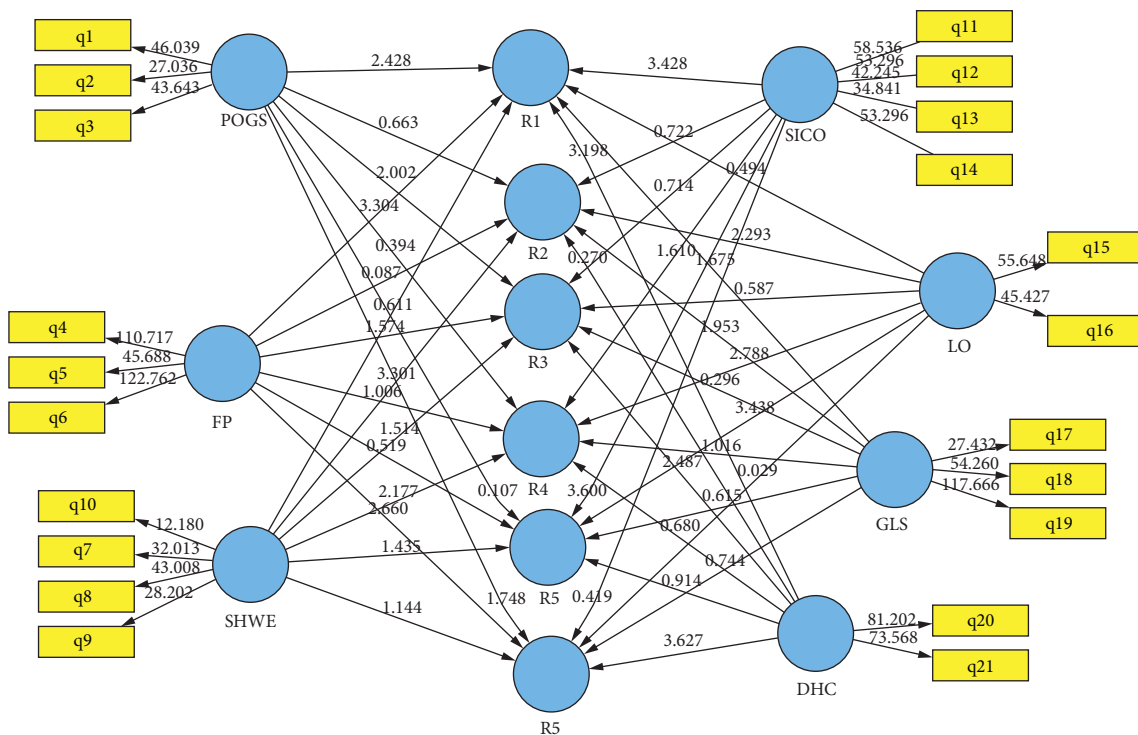 q1
46.039
q2
27.036
q3
43.643
POGS
2.428
R1
3.428
SICO
58.536
q11
53.296
q12
42.245
34.841
q13
53.296
q14
0.663
0.722
3.198
0.494
2.002
0.714
3.304
R2
2.293
0.394
0.270
1.610
1.675
0.087
0.611
0.587
55.648
q15
45.427
q16
LO
1.574
R3
1.953
q4
110.717
q5
45.688
q6
122.762
FP
3.301
1.006
2.788
0.296
1.514
0.519
3.438
1.016
2.487
27.432
q17
54.260
q18
117.666
q19
GLS
R4
2.177
0.107
3.600
0.029
0.615
2.660
q10
12.180
q7
32.013
q8
43.008
q9
28.202
SHWE
1.435
0.680
0.744
R5
0.914
1.748
0.419
1.144
3.627
81.202
q20
73.568
q21
DHC
R5